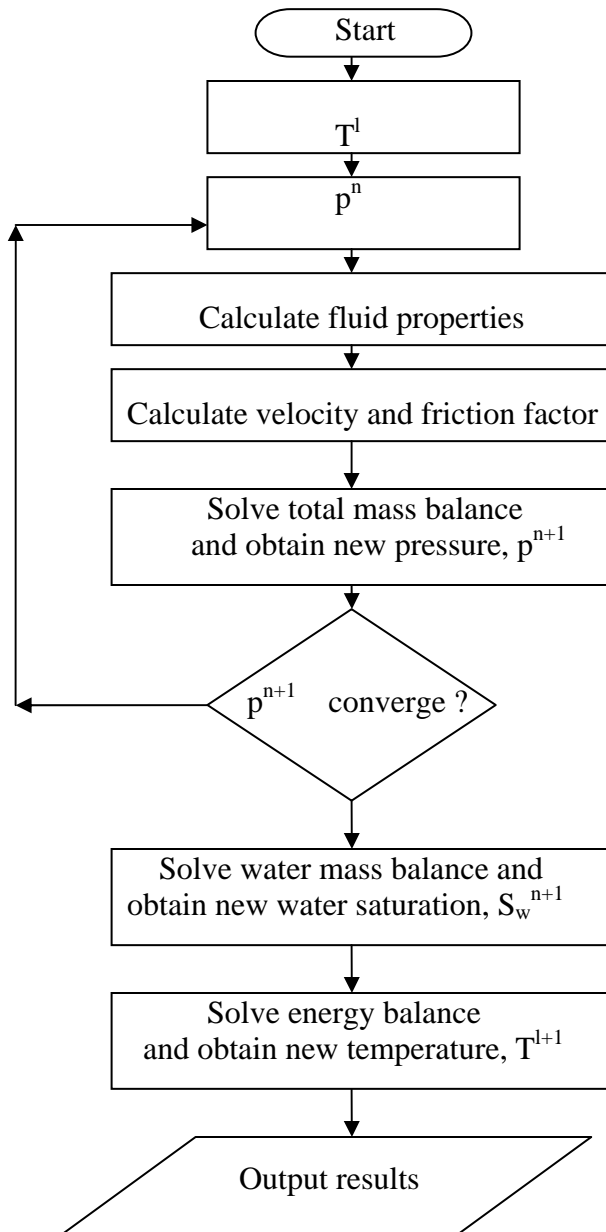 Start
T^l
p^n
Calculate fluid properties
Calculate velocity and friction factor
Solve total mass balance
and obtain new pressure, p^{n+1}
p^{n+1} converge ?
Solve water mass balance and
obtain new water saturation, S_w^{n+1}
Solve energy balance
and obtain new temperature, T^{l+1}
Output results